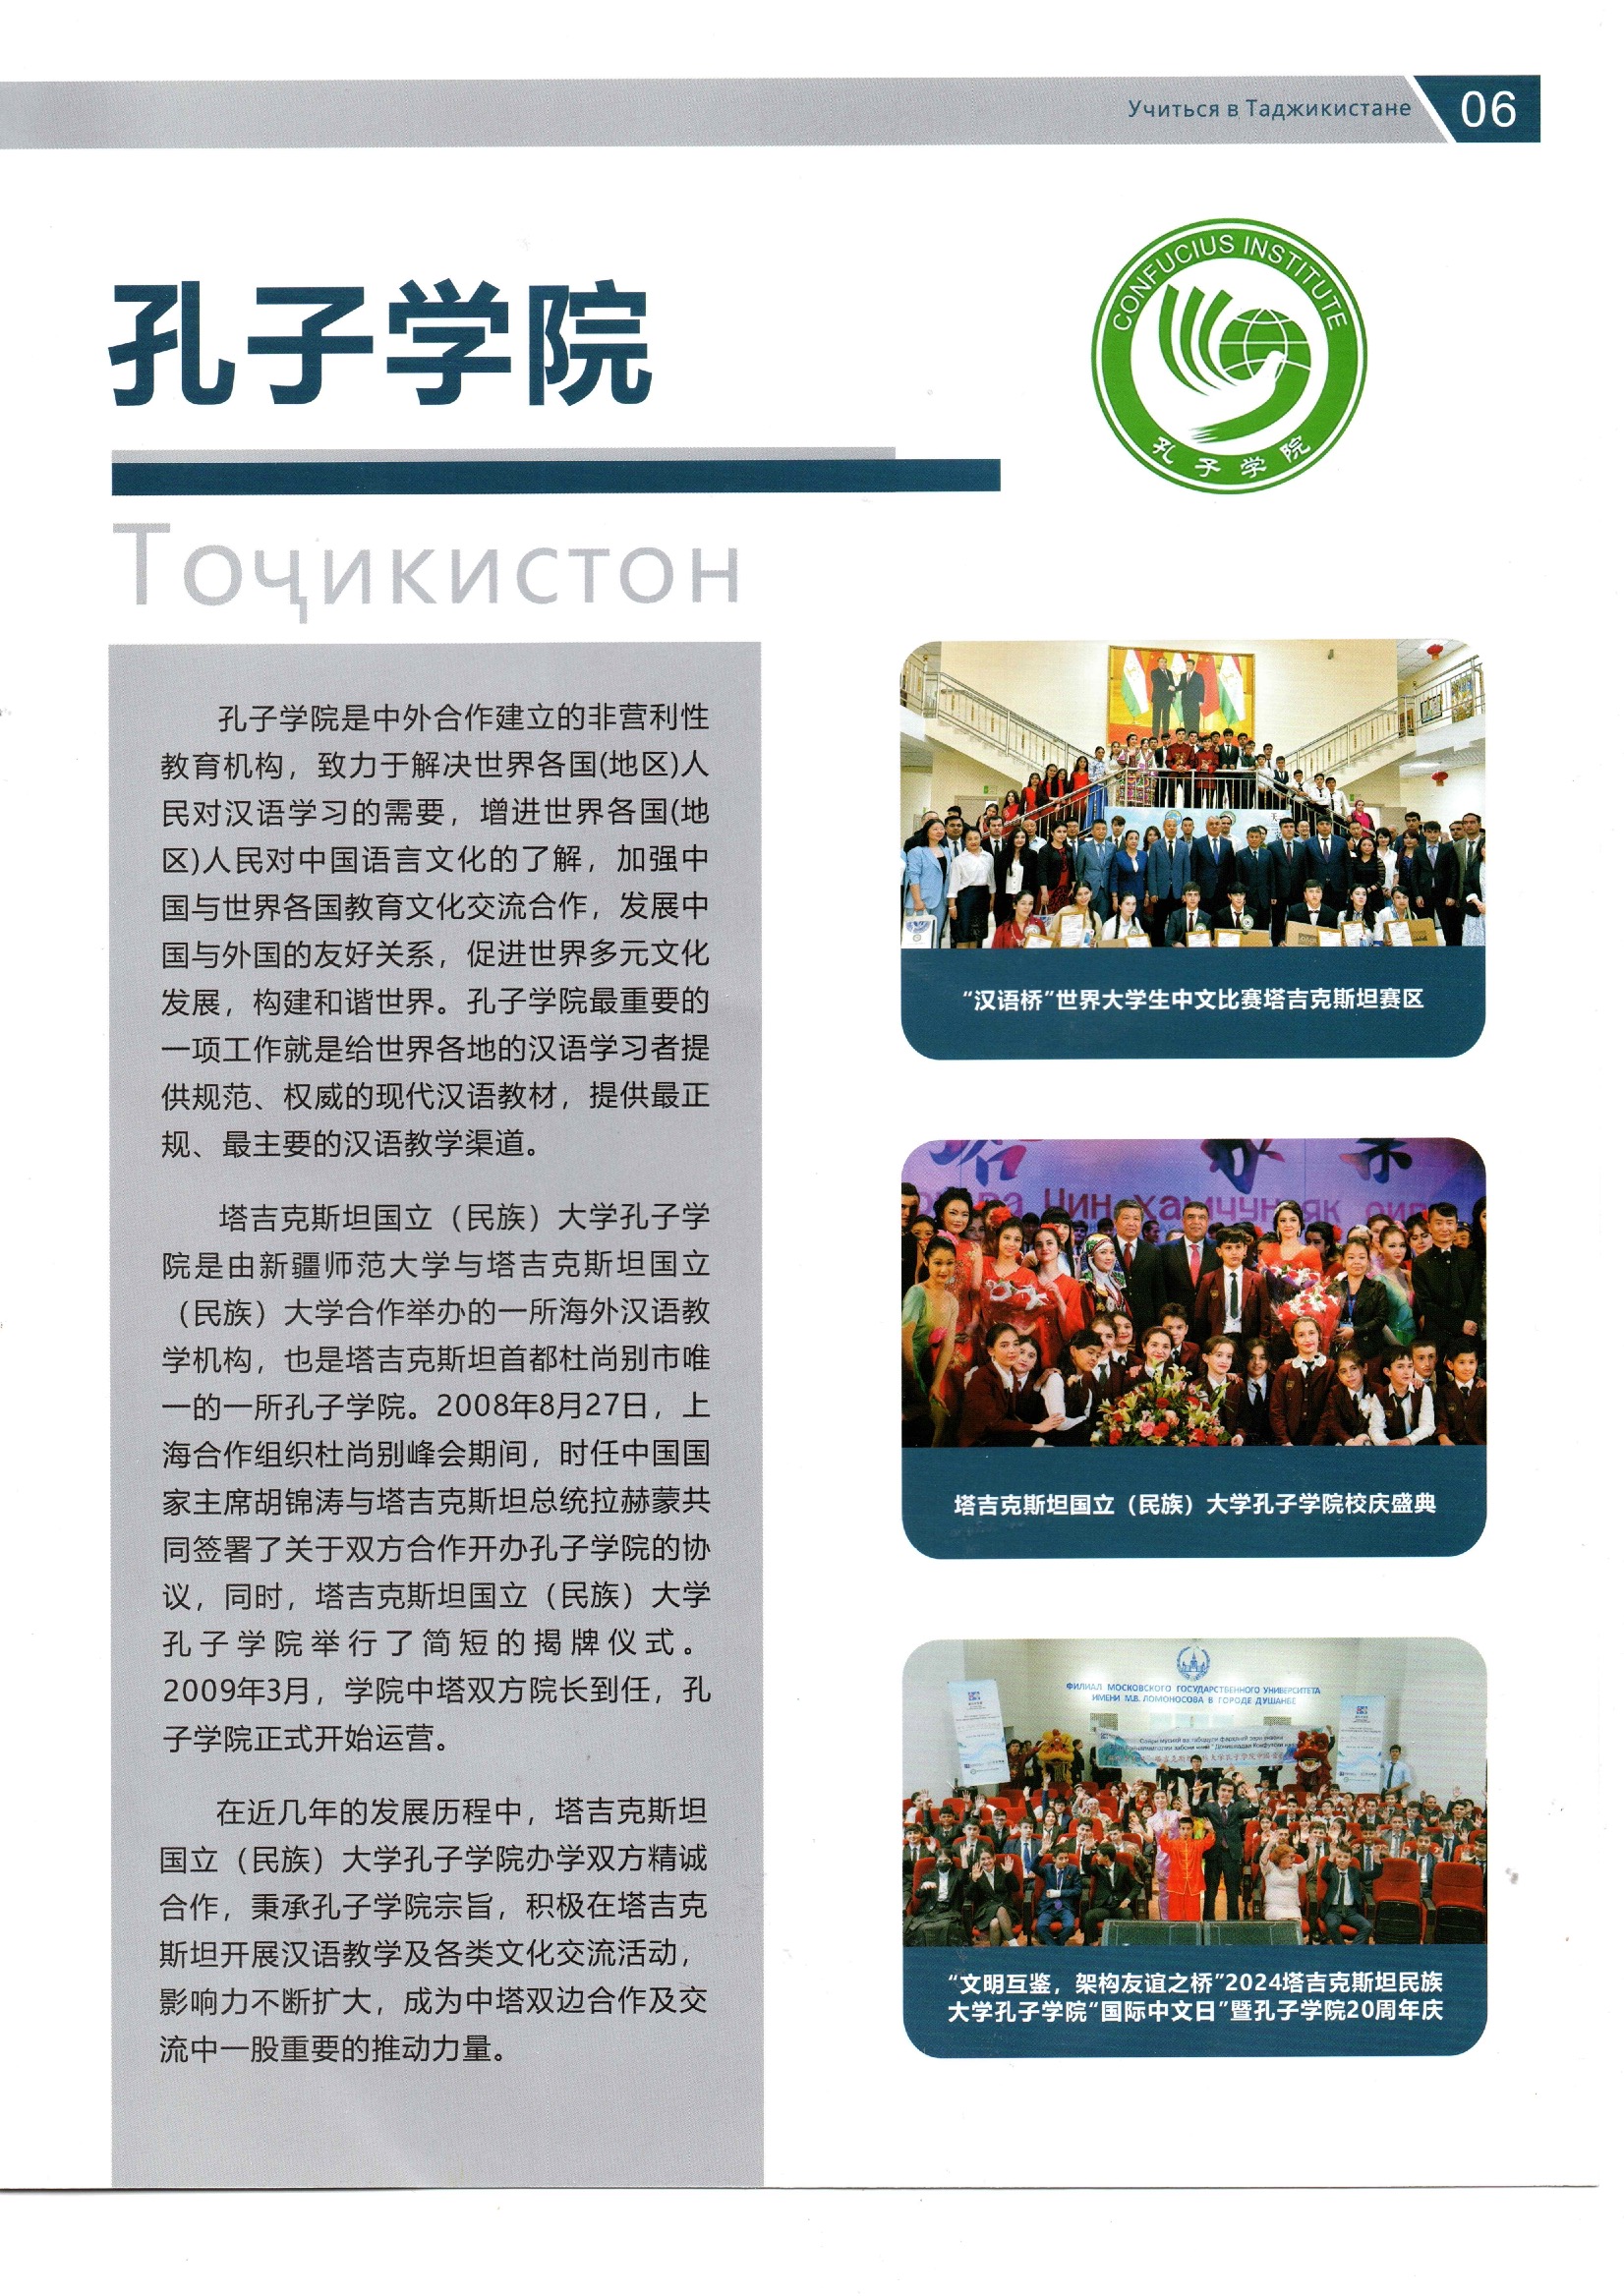 Учиться в Таджикистане
06
孔子学院
CONFUCIUS INSTITUTE
孔子学院
Тоҷикистон
孔子学院是中外合作建立的非营利性
教育机构，致力于解决世界各国(地区)人
民对汉语学习的需要，增进世界各国(地
区)人民对中国语言文化的了解，加强中
国与世界各国教育文化交流合作，发展中
国与外国的友好关系，促进世界多元文化
发展，构建和谐世界。孔子学院最重要的
一项工作就是给世界各地的汉语学习者提
供规范、权威的现代汉语教材，提供最正
规、最主要的汉语教学渠道。
塔吉克斯坦国立（民族）大学孔子学
院是由新疆师范大学与塔吉克斯坦国立
（民族）大学合作举办的一所海外汉语教
学机构，也是塔吉克斯坦首都杜尚别市唯
一的一所孔子学院。2008年8月27日，上
海合作组织杜尚别峰会期间，时任中国国
家主席胡锦涛与塔吉克斯坦总统拉赫蒙共
同签署了关于双方合作开办孔子学院的协
议，同时，塔吉克斯坦国立（民族）大学
孔子学院举行了简短的揭牌仪式。
2009年3月，学院中塔双方院长到任，孔
子学院正式开始运营。
在近几年的发展历程中，塔吉克斯坦
国立（民族）大学孔子学院办学双方精诚
合作，秉承孔子学院宗旨，积极在塔吉克
斯坦开展汉语教学及各类文化交流活动，
影响力不断扩大，成为中塔双边合作及交
流中一股重要的推动力量。
“汉语桥”世界大学生中文比赛塔吉克斯坦赛区
Чин ҳамчун як
塔吉克斯坦国立（民族）大学孔子学院校庆盛典
ФИЛИАЛ МОСКОВСКОГО ГОСУДАРСТВЕННОГО УНИВЕРСИТЕТА
ИМЕНИ М.В. ЛОМОНОСОВА В ГОРОДЕ ДУШАНБЕ
“文明互鉴，架构友谊之桥”2024塔吉克斯坦民族
大学孔子学院“国际中文日”暨孔子学院20周年庆